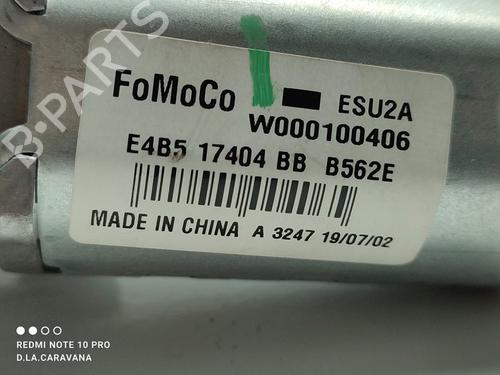 B-PARTS
FoMoCo ESU2A
W000100406
E4B5 17404 BB B562E
MADE IN CHINA A 3247 19/07/02
REDMI NOTE 10 PRO
D.LA.CARAVANA